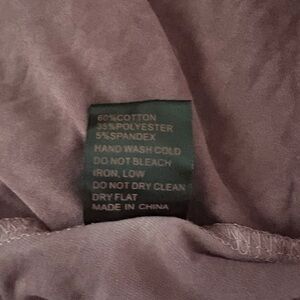 60%COTTON
35%POLYESTER
5%SPANDEX
HAND WASH COLD
DO NOT BLEACH
IRON, LOW
DO NOT DRY CLEAN
DRY FLAT
MADE IN CHINA